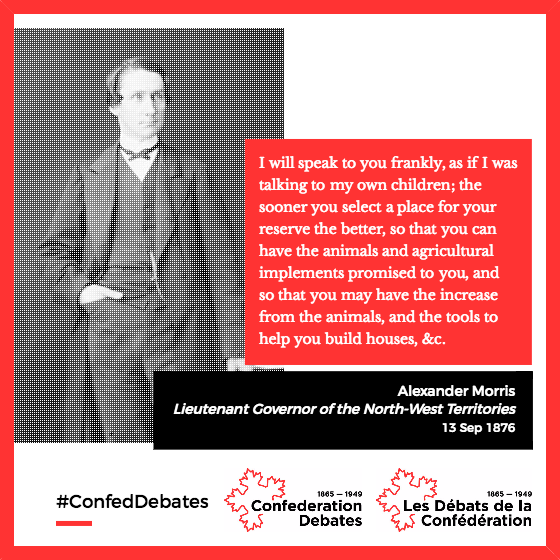 I will speak to you frankly, as if I was
talking to my own children; the
sooner you select a place for your
reserve the better, so that you can
have the animals and agricultural
implements promised to you, and
so that you may have the increase
from the animals, and the tools to
help you build houses, &c.
Alexander Morris
Lieutenant Governor of the North-West Territories
13 Sep 1876
#ConfedDebates
1865 — 1949
Confederation
Debates
1865 — 1949
Les Débats de la
Confédération